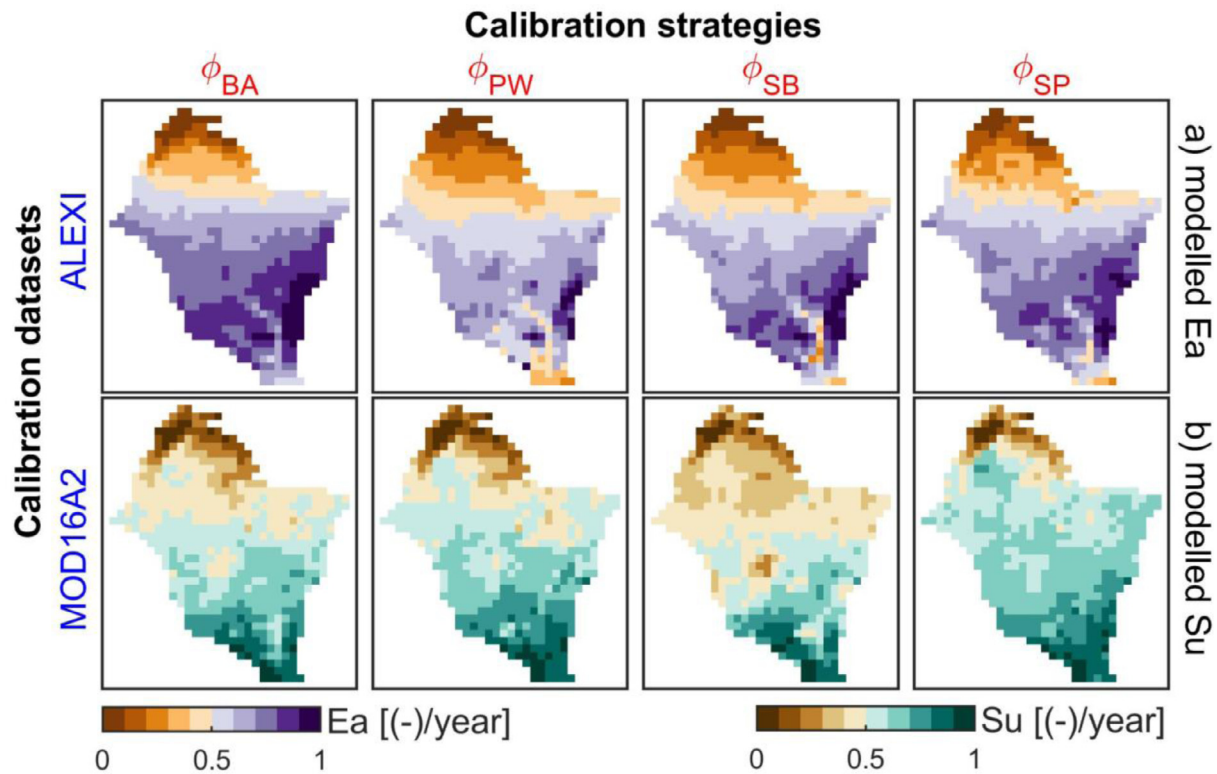 Calibration strategies
ϕBA ϕPW ϕSB ϕSP
Calibration datasets
ALEXI
a) modelled Ea
MOD16A2
b) modelled Su
Ea [(-)/year]
0 0.5 1
Su [(-)/year]
0 0.5 1